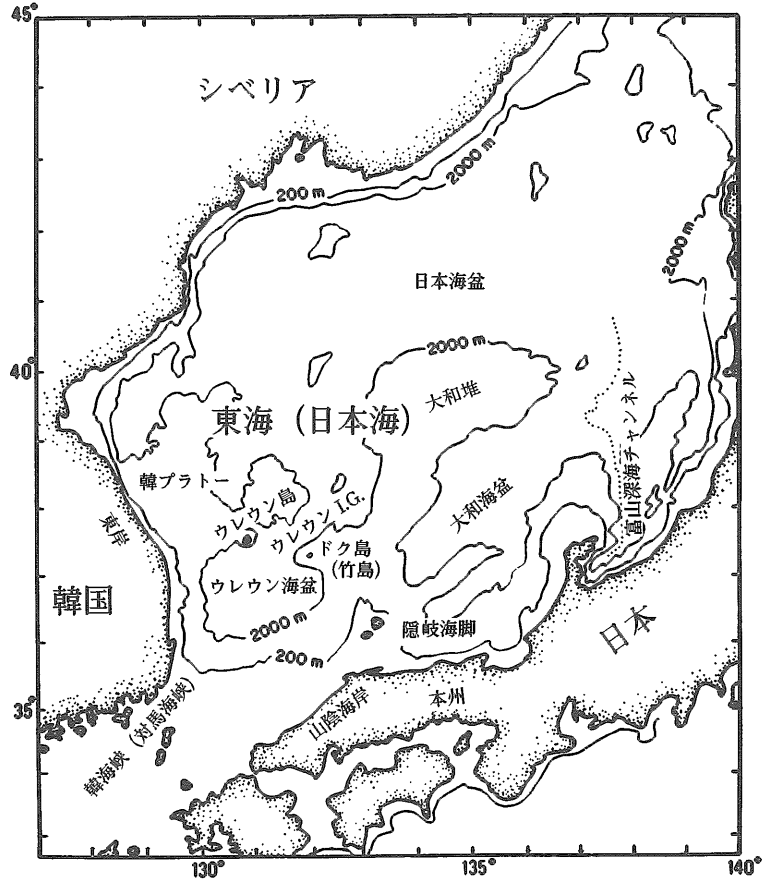 45°
シベリア
200 m
2000 m
2000 m
日本海盆
40°
2000 m
大和堆
東海（日本海）
富山深海チャンネル
韓プラトー
大和海盆
ウレウン島
ウレウン I.G.
東岸
ドク島
（竹島）
ウレウン海盆
韓国
2000 m
隠岐海脚
日本
200 m
35°
山陰海岸
本州
韓海峡（対馬海峡）
130°
135°
140°